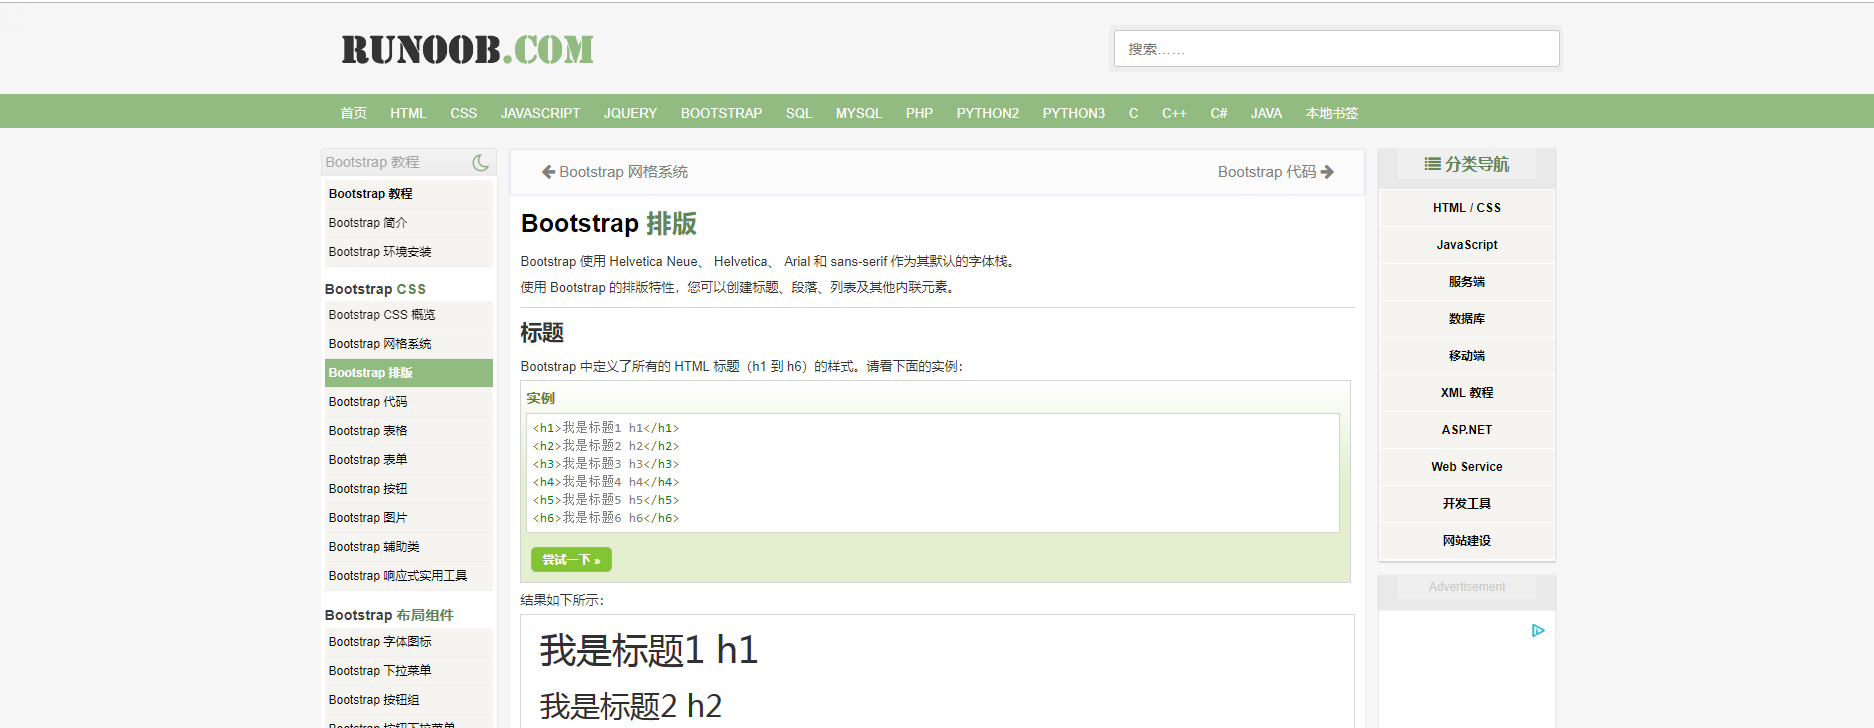 RUNOOB.COM
搜索……
首页 HTML CSS JAVASCRIPT JQUERY BOOTSTRAP SQL MYSQL PHP PYTHON2 PYTHON3 C C++ C# JAVA 本地书签
Bootstrap 教程
Bootstrap 教程
Bootstrap 简介
Bootstrap 环境安装
Bootstrap CSS
Bootstrap CSS 概览
Bootstrap 网格系统
Bootstrap 排版
Bootstrap 代码
Bootstrap 表格
Bootstrap 表单
Bootstrap 按钮
Bootstrap 图片
Bootstrap 辅助类
Bootstrap 响应式实用工具
Bootstrap 布局组件
Bootstrap 字体图标
Bootstrap 下拉菜单
Bootstrap 按钮组
Bootstrap 按钮下拉菜单
Bootstrap 网格系统
Bootstrap 代码
Bootstrap 排版
Bootstrap 使用 Helvetica Neue、 Helvetica、 Arial 和 sans-serif 作为其默认的字体栈。
使用 Bootstrap 的排版特性，您可以创建标题、段落、列表及其他内联元素。
标题
Bootstrap 中定义了所有的 HTML 标题（h1 到 h6）的样式。请看下面的实例：
实例
<h1>我是标题1 h1</h1>
<h2>我是标题2 h2</h2>
<h3>我是标题3 h3</h3>
<h4>我是标题4 h4</h4>
<h5>我是标题5 h5</h5>
<h6>我是标题6 h6</h6>
尝试一下 »
结果如下所示：
我是标题1 h1
我是标题2 h2
分类导航
HTML / CSS
JavaScript
服务端
数据库
移动端
XML 教程
ASP.NET
Web Service
开发工具
网站建设
Advertisement